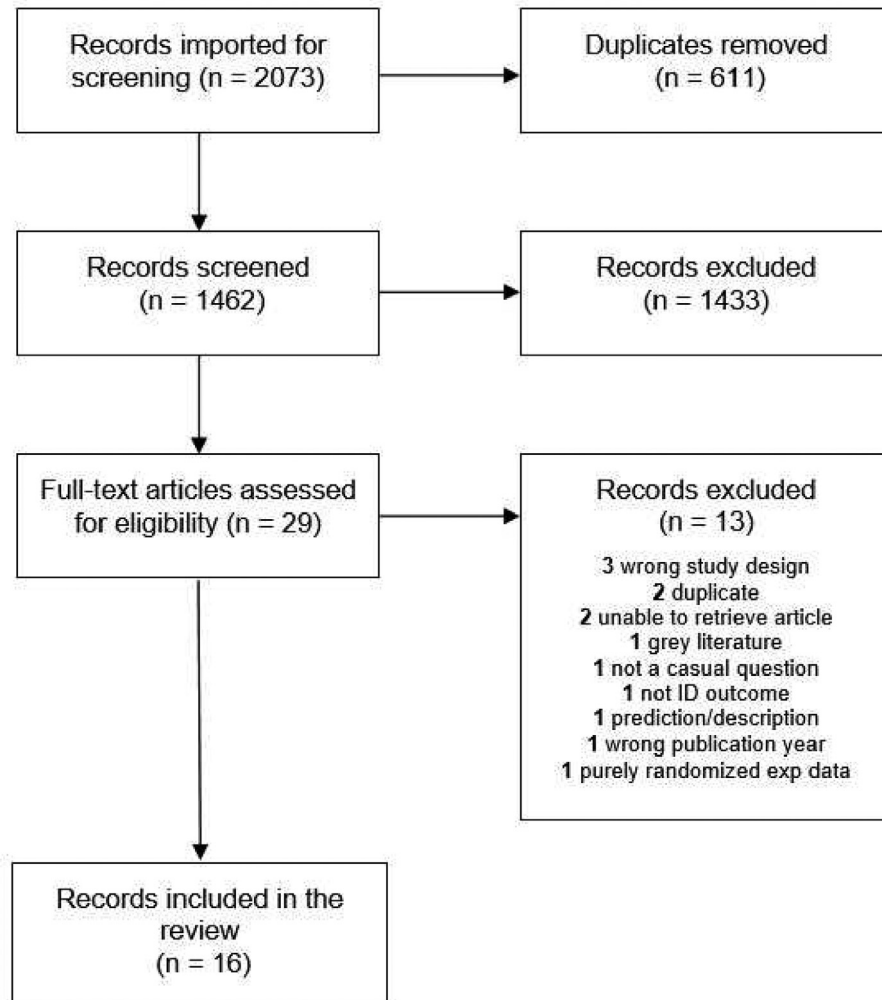 Records imported for
screening (n = 2073)
Duplicates removed
(n = 611)
Records screened
(n = 1462)
Records excluded
(n = 1433)
Full-text articles assessed
for eligibility (n = 29)
Records excluded
(n = 13)
3 wrong study design
2 duplicate
2 unable to retrieve article
1 grey literature
1 not a casual question
1 not ID outcome
1 prediction/description
1 wrong publication year
1 purely randomized exp data
Records included in the
review
(n = 16)